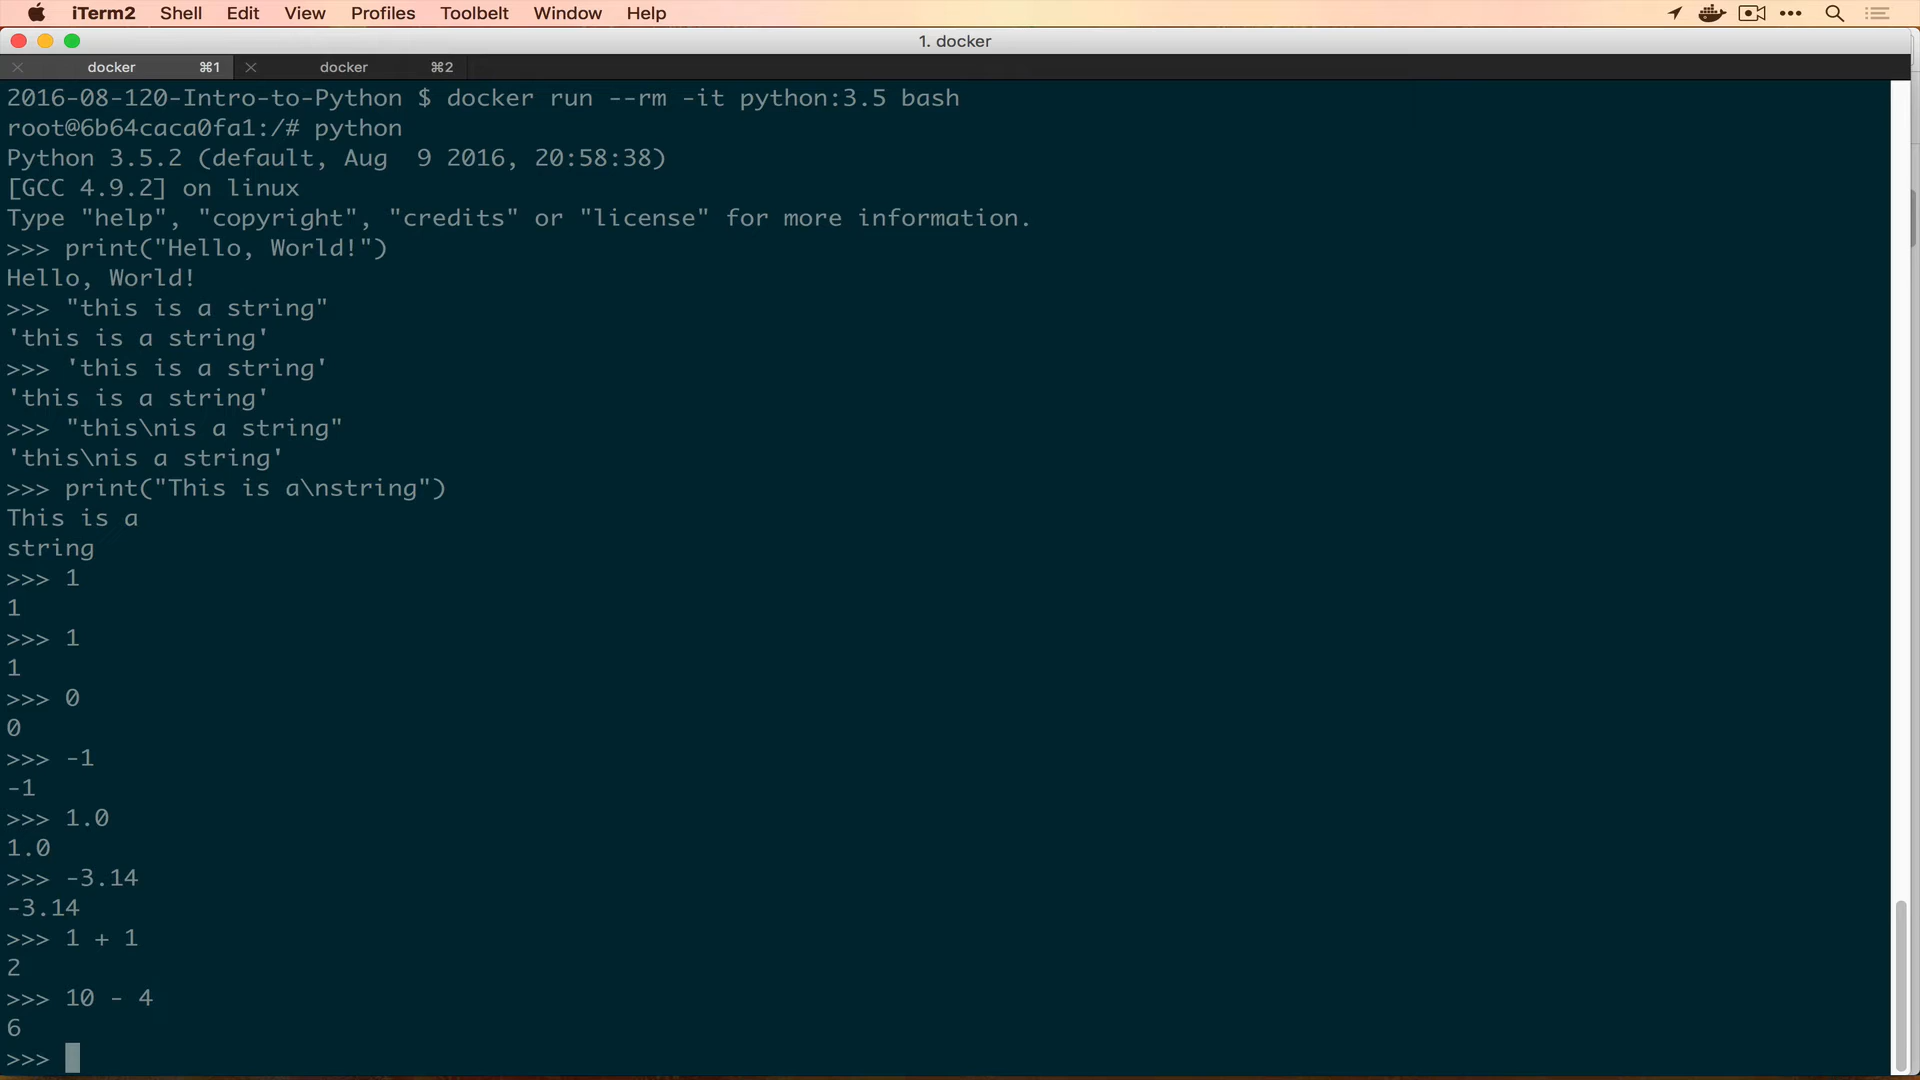 iTerm2 Shell Edit View Profiles Toolbelt Window Help
1. docker
docker ⌘1 docker ⌘2
2016-08-120-Intro-to-Python $ docker run --rm -it python:3.5 bash
root@6b64caca0fa1:/# python
Python 3.5.2 (default, Aug  9 2016, 20:58:38)
[GCC 4.9.2] on linux
Type "help", "copyright", "credits" or "license" for more information.
>>> print("Hello, World!")
Hello, World!
>>> "this is a string"
'this is a string'
>>> 'this is a string'
'this is a string'
>>> "this\nis a string"
'this\nis a string'
>>> print("This is a\nstring")
This is a
string
>>> 1
1
>>> 1
1
>>> 0
0
>>> -1
-1
>>> 1.0
1.0
>>> -3.14
-3.14
>>> 1 + 1
2
>>> 10 - 4
6
>>>